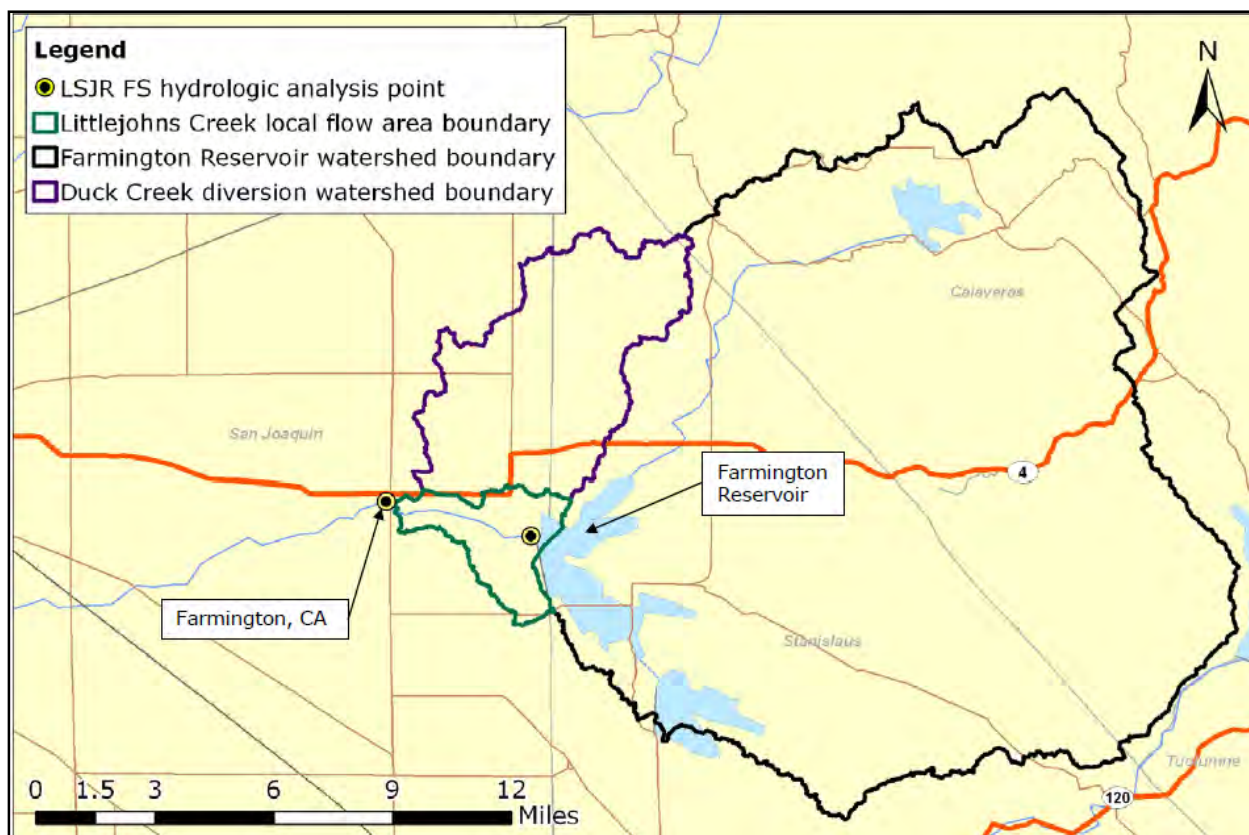 Legend
LSJR FS hydrologic analysis point
Littlejohns Creek local flow area boundary
Farmington Reservoir watershed boundary
Duck Creek diversion watershed boundary
N
Calaveras
San Joaquin
4
Farmington
Reservoir
Farmington, CA
Stanislaus
Tuolumne
120
0 1.5 3 6 9 12
Miles